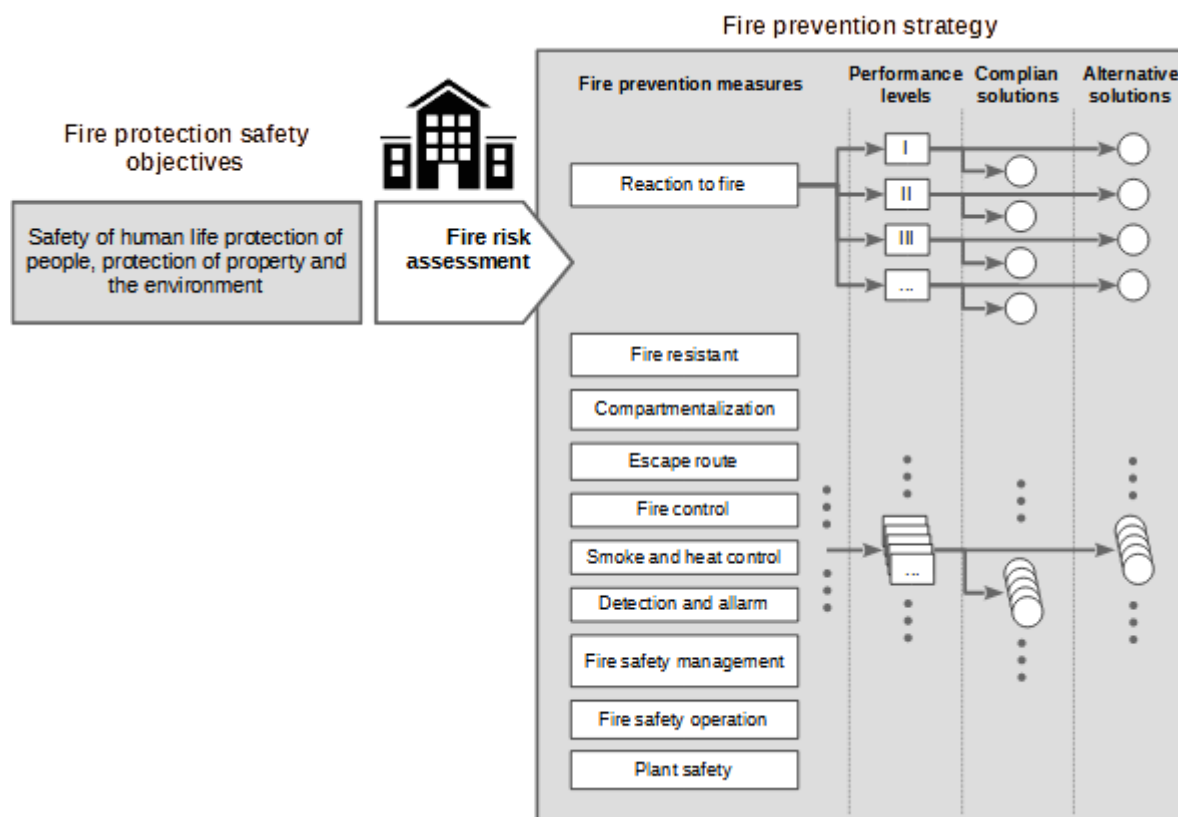 Fire prevention strategy
Fire protection safety
objectives
Safety of human life protection of
people, protection of property and
the environment
Fire risk
assessment
Fire prevention measures
Performance
levels
Complian
solutions
Alternative
solutions
Reaction to fire
I
II
III
...
Fire resistant
Compartmentalization
Escape route
Fire control
Smoke and heat control
Detection and allarm
Fire safety management
Fire safety operation
Plant safety
...